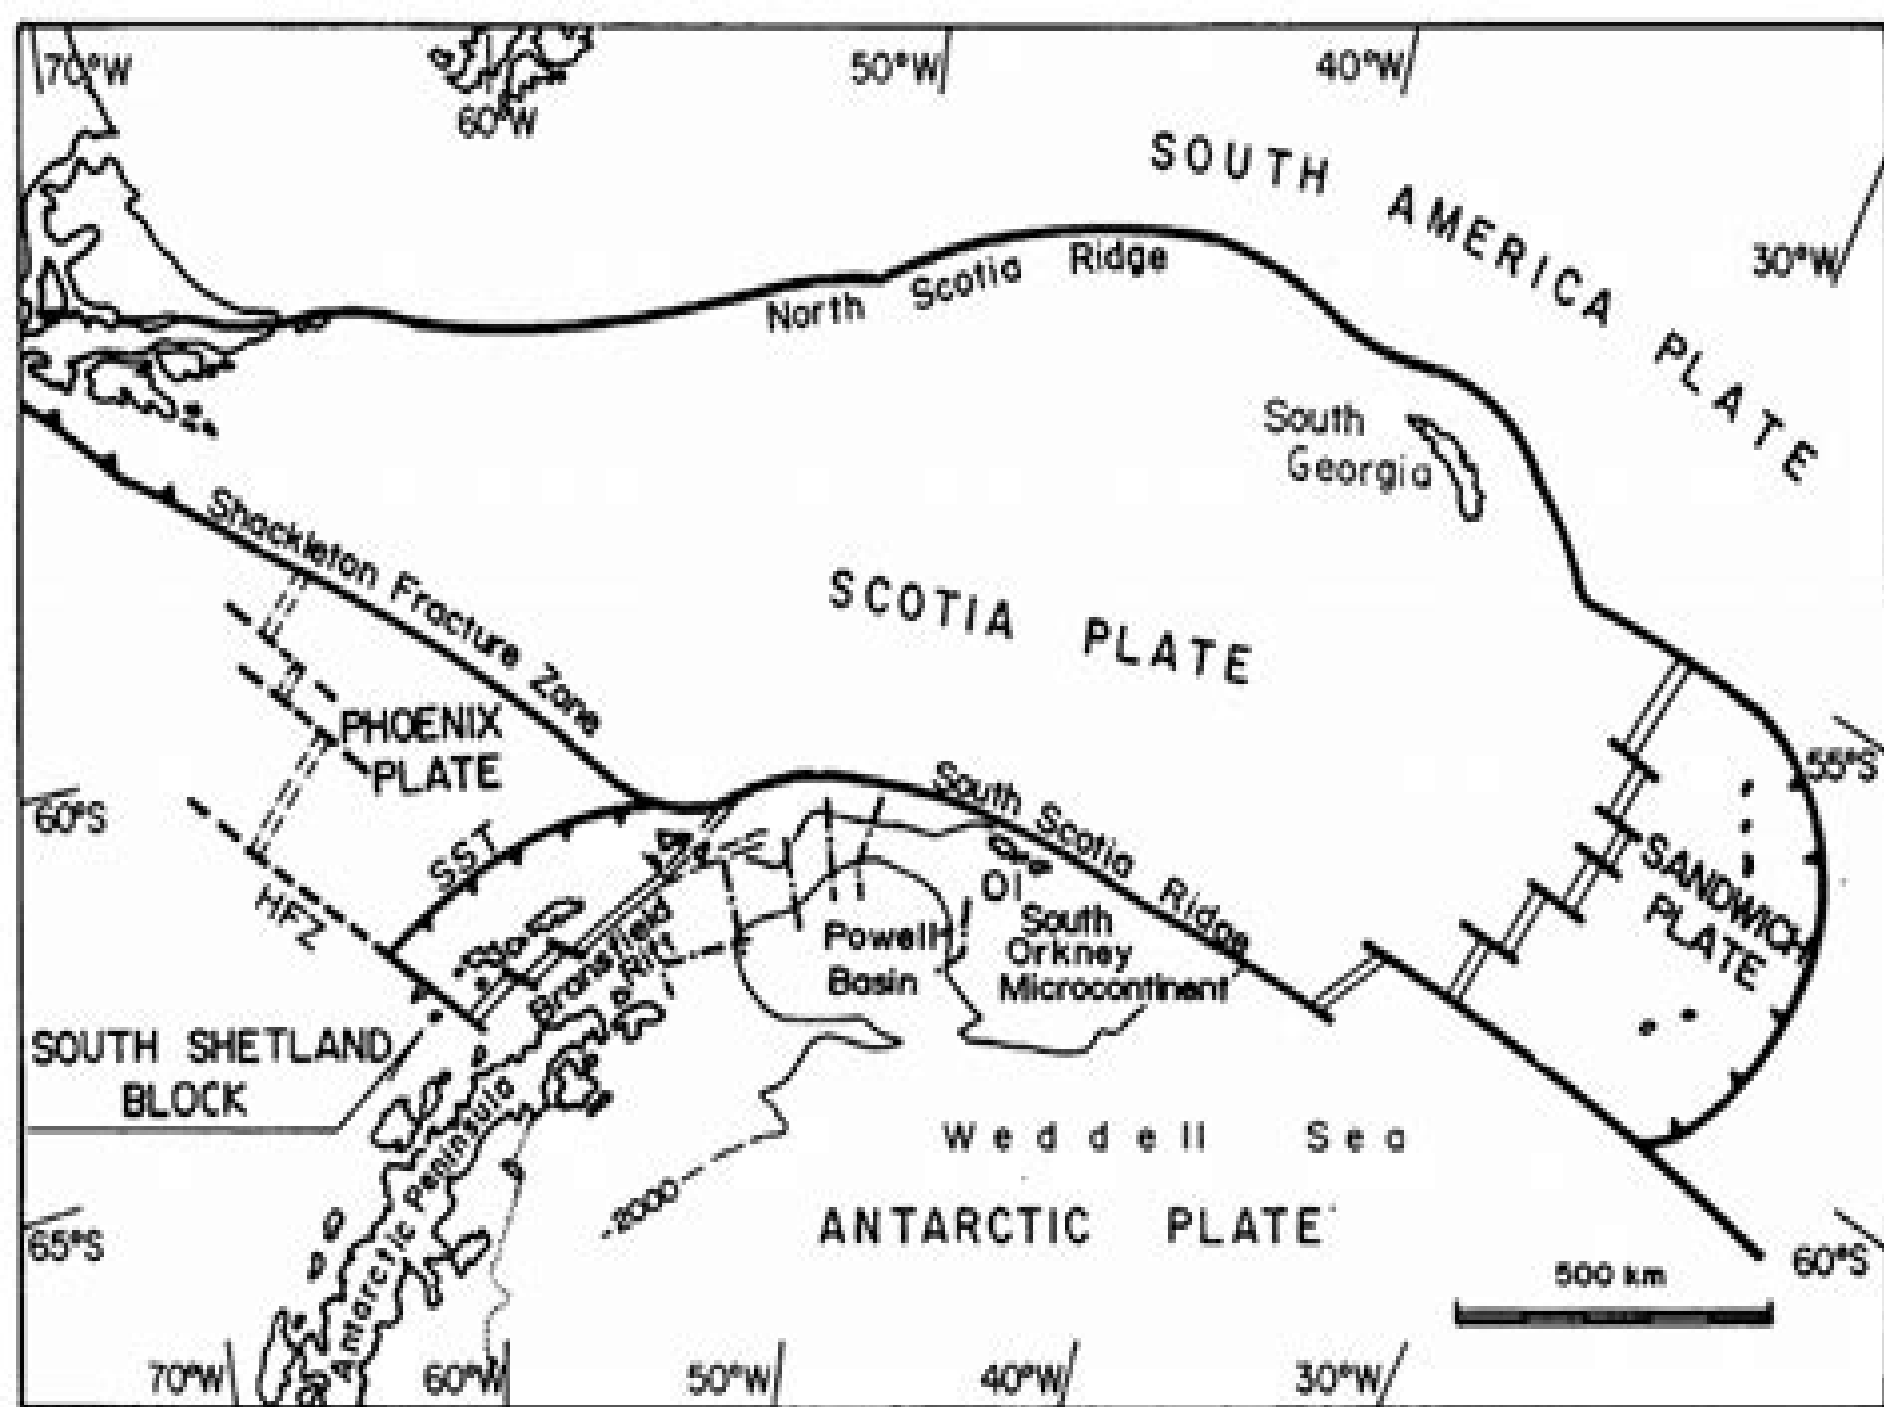 70°W
60°W
50°W
40°W
30°W
SOUTH AMERICA PLATE
North Scotia Ridge
South
Georgia
Shackleton Fracture Zone
SCOTIA PLATE
PHOENIX
PLATE
55°S
60°S
South Scotia Ridge
SST
HFZ
SANDWICH
PLATE
OI
South
Orkney
Microcontinent
Powell
Basin
Bransfield
Rift
SOUTH SHETLAND
BLOCK
Antarctic Peninsula
Weddell Sea
2000
ANTARCTIC PLATE
65°S
60°S
500 km
70°W
60°W
50°W
40°W
30°W